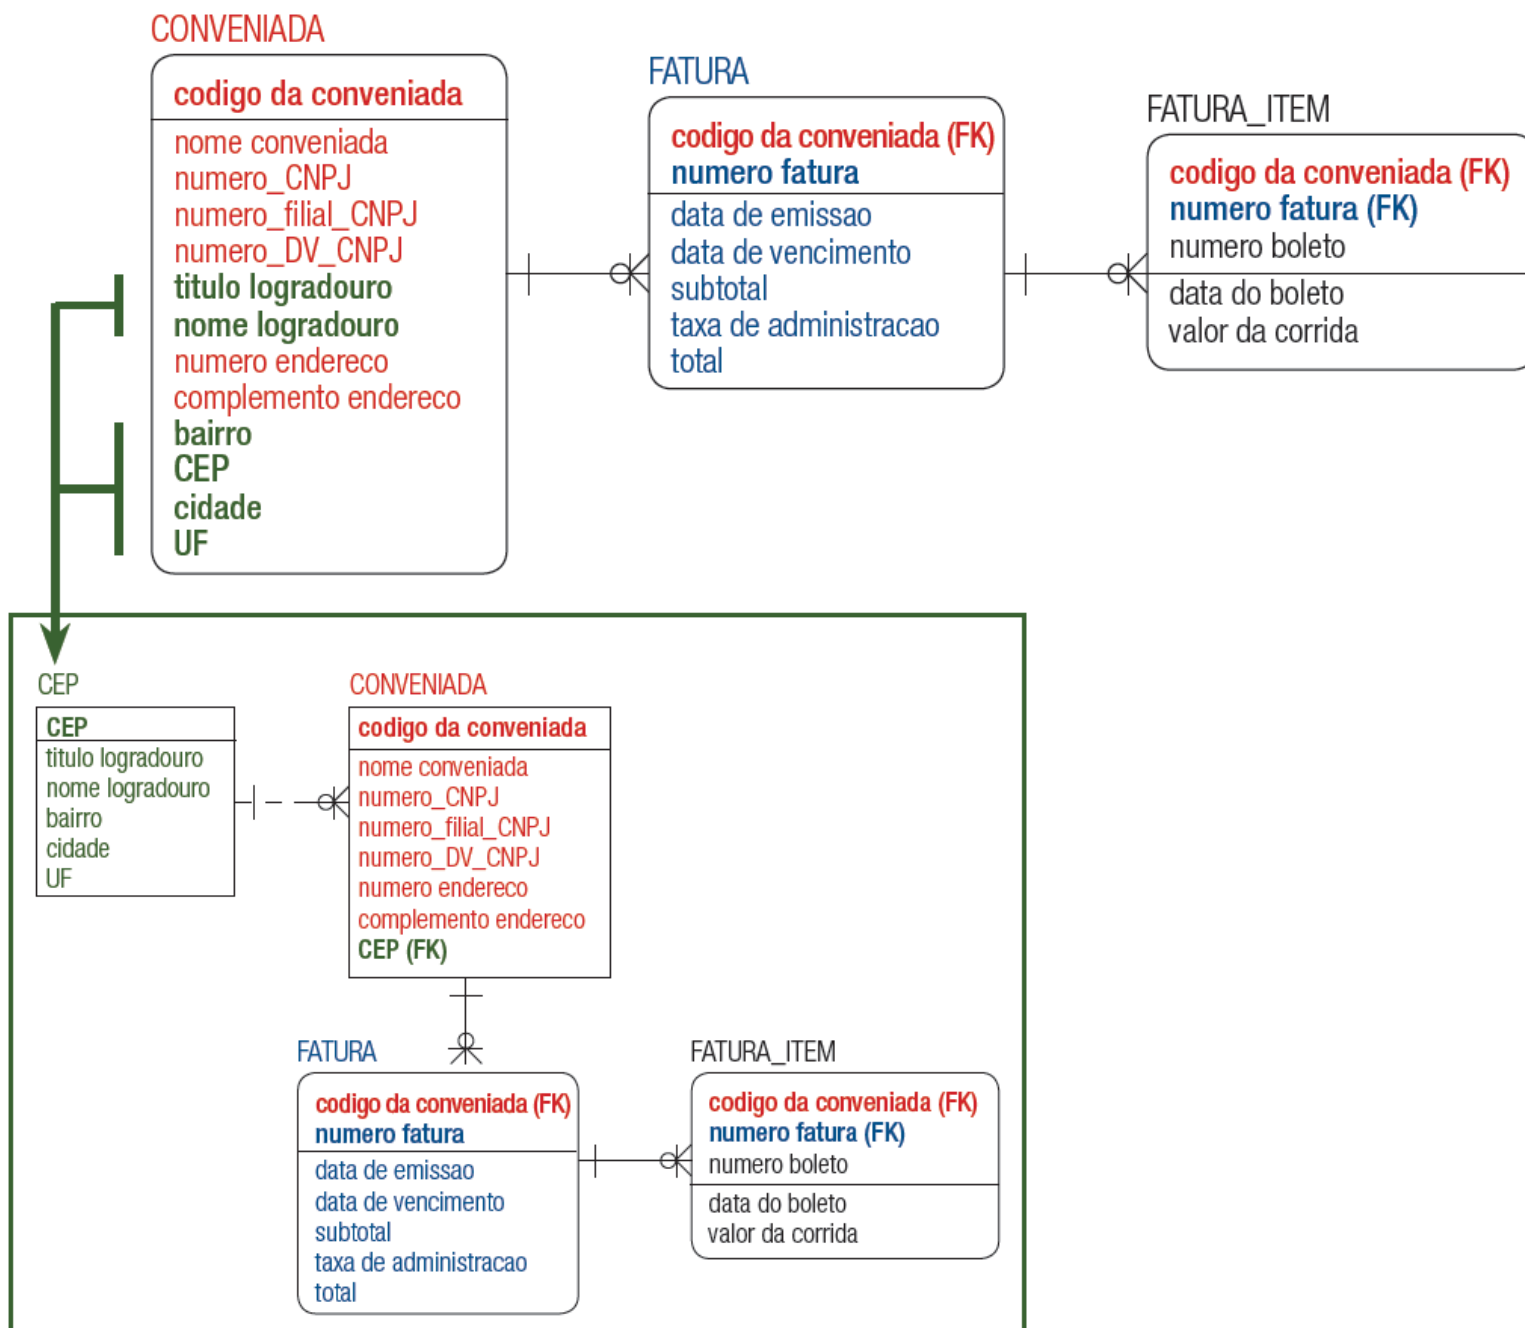 CONVENIADA
codigo da conveniada
nome conveniada
numero_CNPJ
numero_filial_CNPJ
numero_DV_CNPJ
titulo logradouro
nome logradouro
numero endereco
complemento endereco
bairro
CEP
cidade
UF
FATURA
codigo da conveniada (FK)
numero fatura
data de emissao
data de vencimento
subtotal
taxa de administracao
total
FATURA_ITEM
codigo da conveniada (FK)
numero fatura (FK)
numero boleto
data do boleto
valor da corrida
CEP
CEP
titulo logradouro
nome logradouro
bairro
cidade
UF
CONVENIADA
codigo da conveniada
nome conveniada
numero_CNPJ
numero_filial_CNPJ
numero_DV_CNPJ
numero endereco
complemento endereco
CEP (FK)
FATURA
codigo da conveniada (FK)
numero fatura
data de emissao
data de vencimento
subtotal
taxa de administracao
total
FATURA_ITEM
codigo da conveniada (FK)
numero fatura (FK)
numero boleto
data do boleto
valor da corrida